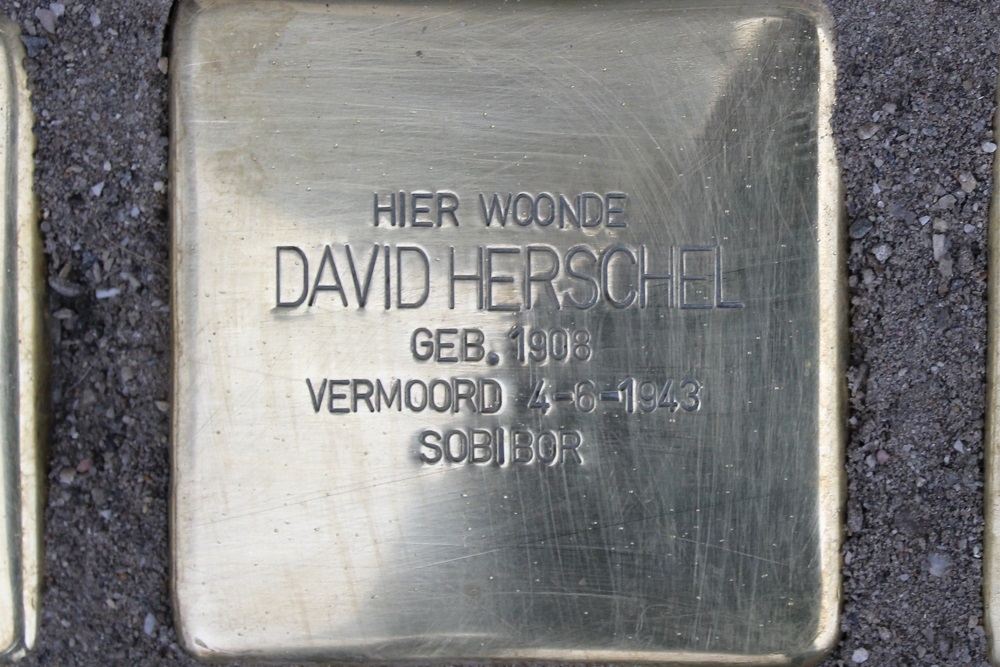 HIER WOONDE
DAVID HERSCHEL
GEB. 1908
VERMOORD 4-6-1943
SOBIBOR